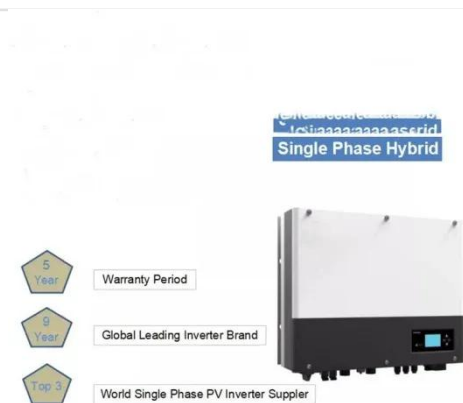 Single Phase Hybrid
5
Year
Warranty Period
9
Year
Global Leading Inverter Brand
Top 3
World Single Phase PV Inverter Suppler